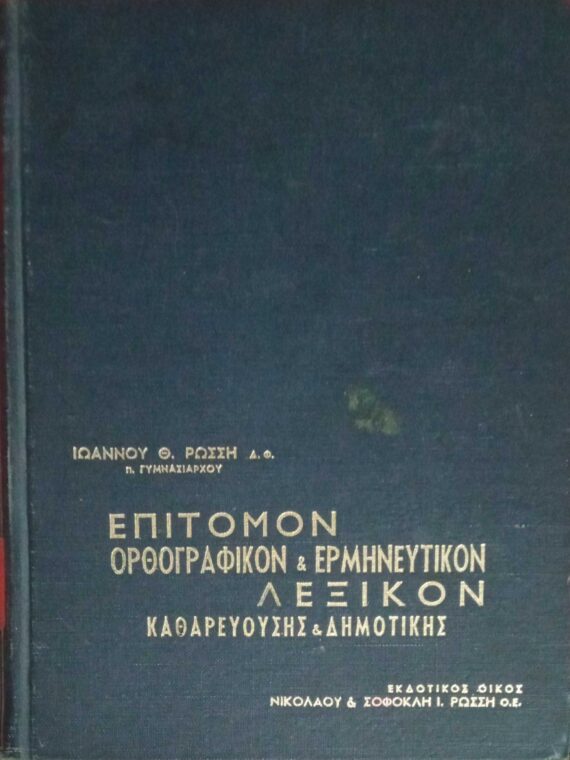 ΙΩΑΝΝΟΥ Θ. ΡΩΣΣΗ Δ. Φ.
π. ΓΥΜΝΑΣΙΑΡΧΟΥ
ΕΠΙΤΟΜΟΝ
ΟΡΘΟΓΡΑΦΙΚΟΝ & ΕΡΜΗΝΕΥΤΙΚΟΝ
ΛΕΞΙΚΟΝ
ΚΑΘΑΡΕΥΟΥΣΗΣ & ΔΗΜΟΤΙΚΗΣ
ΕΚΔΟΤΙΚΟΣ ΟΙΚΟΣ
ΝΙΚΟΛΑΟΥ & ΣΟΦΟΚΛΗ Ι. ΡΩΣΣΗ Ο.Ε.